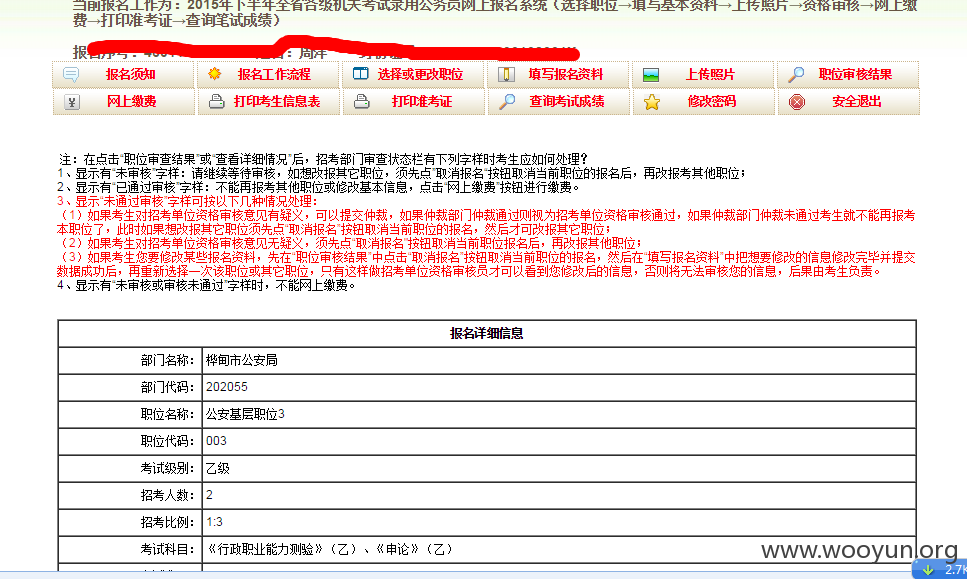 当前报名工作为：2015年下半年全省各级机关考试录用公务员网上报名系统（选择职位→填写基本资料→上传照片→资格审核→网上缴
费→打印准考证→查询笔试成绩）
报名序号：
报名须知 报名工作流程 选择或更改职位 填写报名资料 上传照片 职位审核结果
网上缴费 打印考生信息表 打印准考证 查询考试成绩 修改密码 安全退出
注：在点击“职位审查结果”或“查看详细情况”后，招考部门审查状态栏有下列字样时考生应如何处理？
1、显示有“未审核”字样：请继续等待审核，如想改报其它职位，须先点“取消报名”按钮取消当前职位的报名后，再改报考其他职位；
2、显示有“已通过审核”字样：不能再报考其他职位或修改基本信息，点击“网上缴费”按钮进行缴费。
3、显示“未通过审核”字样可按以下几种情况处理：
（1）如果考生对招考单位资格审核意见有疑义，可以提交仲裁，如果仲裁部门仲裁通过则视为招考单位资格审核通过，如果仲裁部门仲裁未通过考生就不能再报考
本职位了，此时如果想改报其它职位须先点“取消报名”按钮取消当前职位的报名，然后才可改报其它职位；
（2）如果考生对招考单位资格审核意见无疑义，须先点“取消报名”按钮取消当前职位报名后，再改报其他职位；
（3）如果考生您要修改某些报名资料，先在“职位审核结果”中点击“取消报名”按钮取消当前职位的报名，然后在“填写报名资料”中把想要修改的信息修改完毕并提交
数据成功后，再重新选择一次该职位或其它职位，只有这样做招考单位资格审核员才可以看到您修改后的信息，否则将无法审核您的信息，后果由考生负责。
4、显示有“未审核或审核未通过”字样时，不能网上缴费。
报名详细信息
部门名称： 桦甸市公安局
部门代码： 202055
职位名称： 公安基层职位3
职位代码： 003
考试级别： 乙级
招考人数： 2
招考比例： 1:3
考试科目： 《行政职业能力测验》（乙）、《申论》（乙）
www.wooyun.org
2.7K